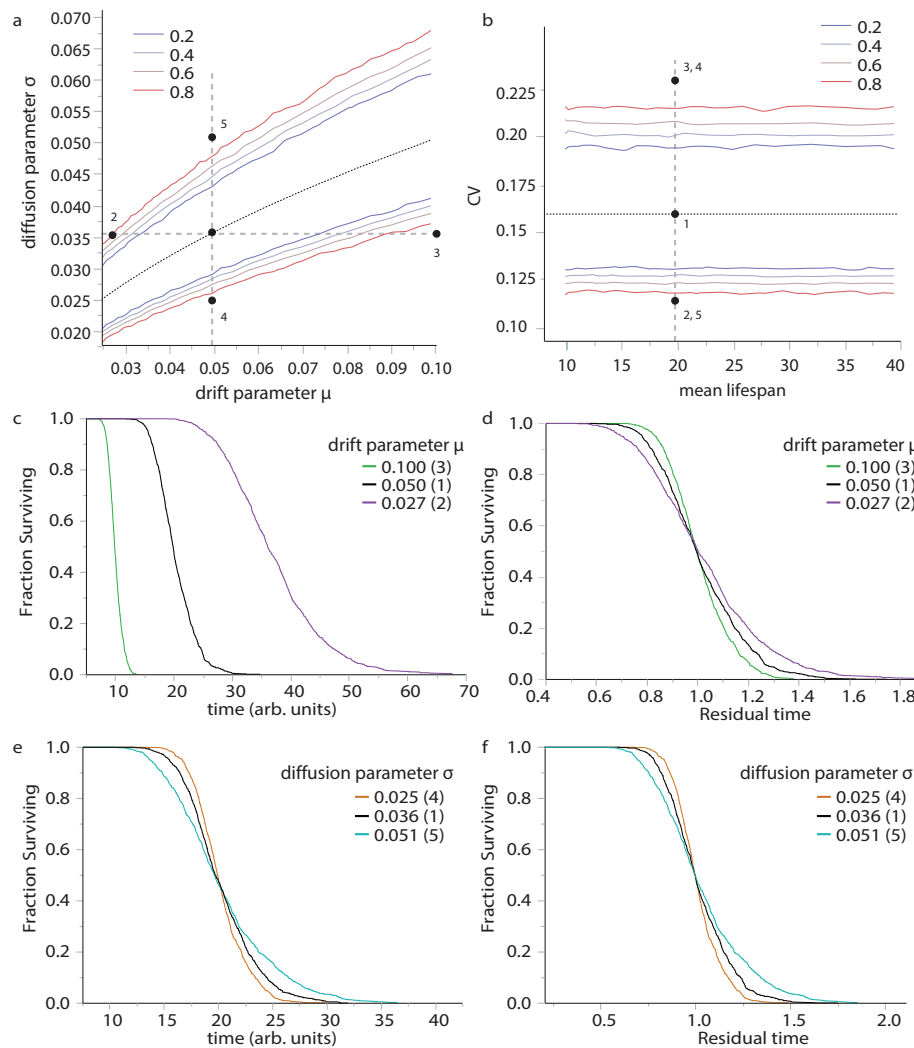 a
0.070
0.065
0.060
0.055
0.050
0.045
0.040
0.035
0.030
0.025
0.020
diffusion parameter σ
0.2
0.4
0.6
0.8
5
2
3
4
0.03 0.04 0.05 0.06 0.07 0.08 0.09 0.10
drift parameter μ
b
0.225
0.20
0.175
0.150
0.125
0.10
CV
0.2
0.4
0.6
0.8
3, 4
1
2, 5
10 15 20 25 30 35 40
mean lifespan
c
1.0
0.8
0.6
0.4
0.2
0.0
Fraction Surviving
drift parameter μ
0.100 (3)
0.050 (1)
0.027 (2)
10 20 30 40 50 60 70
time (arb. units)
d
1.0
0.8
0.6
0.4
0.2
0.0
Fraction Surviving
drift parameter μ
0.100 (3)
0.050 (1)
0.027 (2)
0.4 0.6 0.8 1.0 1.2 1.4 1.6 1.8
Residual time
e
1.0
0.8
0.6
0.4
0.2
0.0
Fraction Surviving
diffusion parameter σ
0.025 (4)
0.036 (1)
0.051 (5)
10 15 20 25 30 35 40
time (arb. units)
f
1.0
0.8
0.6
0.4
0.2
0.0
Fraction Surviving
diffusion parameter σ
0.025 (4)
0.036 (1)
0.051 (5)
0.5 1.0 1.5 2.0
Residual time